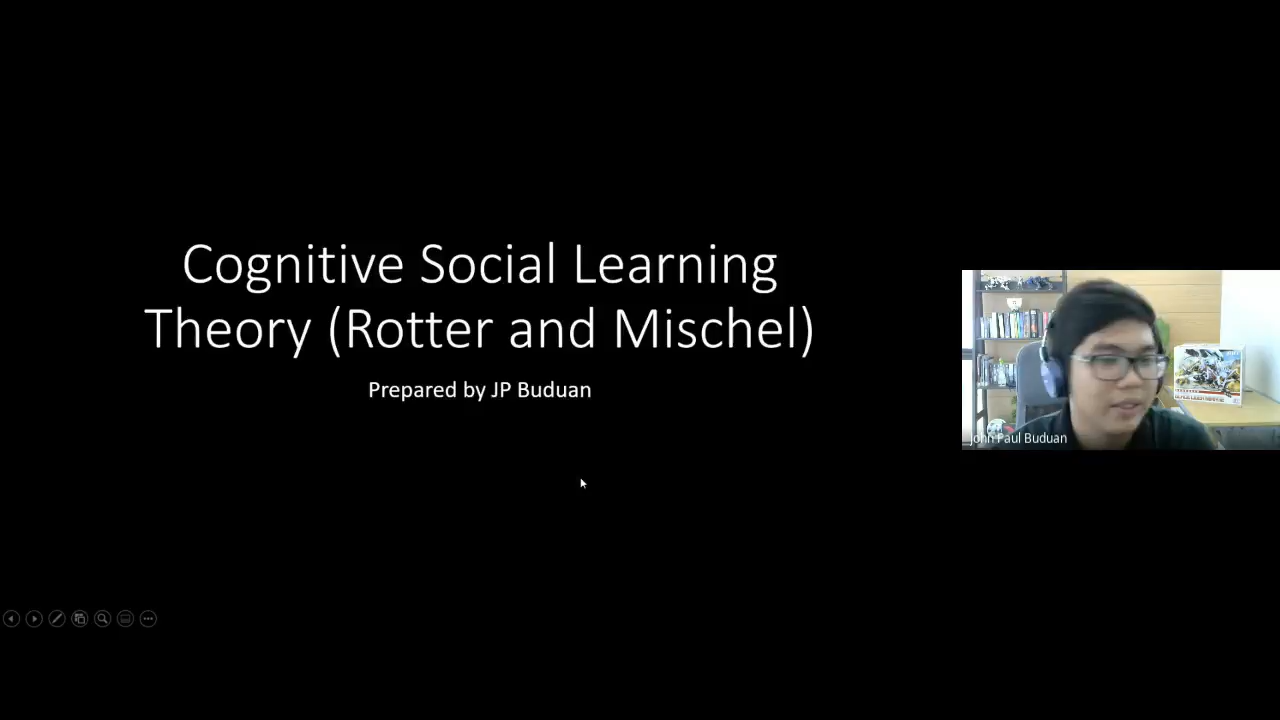 Cognitive Social Learning
Theory (Rotter and Mischel)
Prepared by JP Buduan
John Paul Buduan